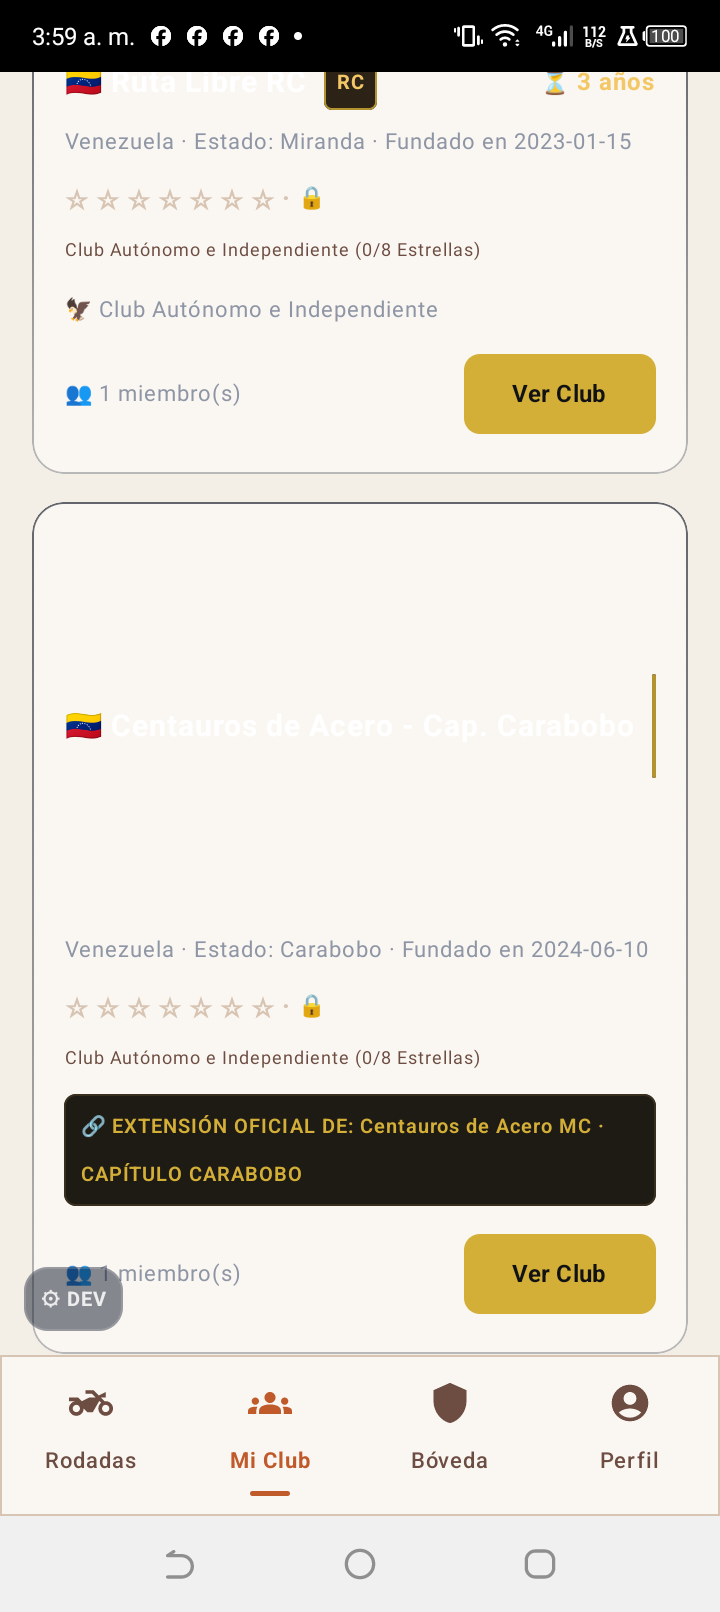 3:59 a. m.
4G 112 B/S 100
🇻🇪 Ruta Libre RC RC ⏳ 3 años
Venezuela · Estado: Miranda · Fundado en 2023-01-15
☆ ☆ ☆ ☆ ☆ ☆ ☆ · 🔒
Club Autónomo e Independiente (0/8 Estrellas)
🦅 Club Autónomo e Independiente
👥 1 miembro(s)
Ver Club
🇻🇪 Centauros de Acero - Cap. Carabobo
Venezuela · Estado: Carabobo · Fundado en 2024-06-10
☆ ☆ ☆ ☆ ☆ ☆ ☆ · 🔒
Club Autónomo e Independiente (0/8 Estrellas)
🔗 EXTENSIÓN OFICIAL DE: Centauros de Acero MC ·
CAPÍTULO CARABOBO
👥 1 miembro(s)
Ver Club
⚙ DEV
Rodadas
Mi Club
Bóveda
Perfil